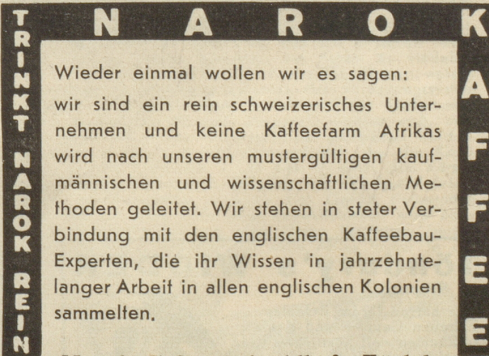 NAROK
KAFFEE
TRINKT NAROK REIN
Wieder einmal wollen wir es sagen:
wir sind ein rein schweizerisches Unter-
nehmen und keine Kaffeefarm Afrikas
wird nach unseren mustergültigen kauf-
männischen und wissenschaftlichen Me-
thoden geleitet. Wir stehen in steter Ver-
bindung mit den englischen Kaffeebau-
Experten, die ihr Wissen in jahrzehnte-
langer Arbeit in allen englischen Kolonien
sammelten.